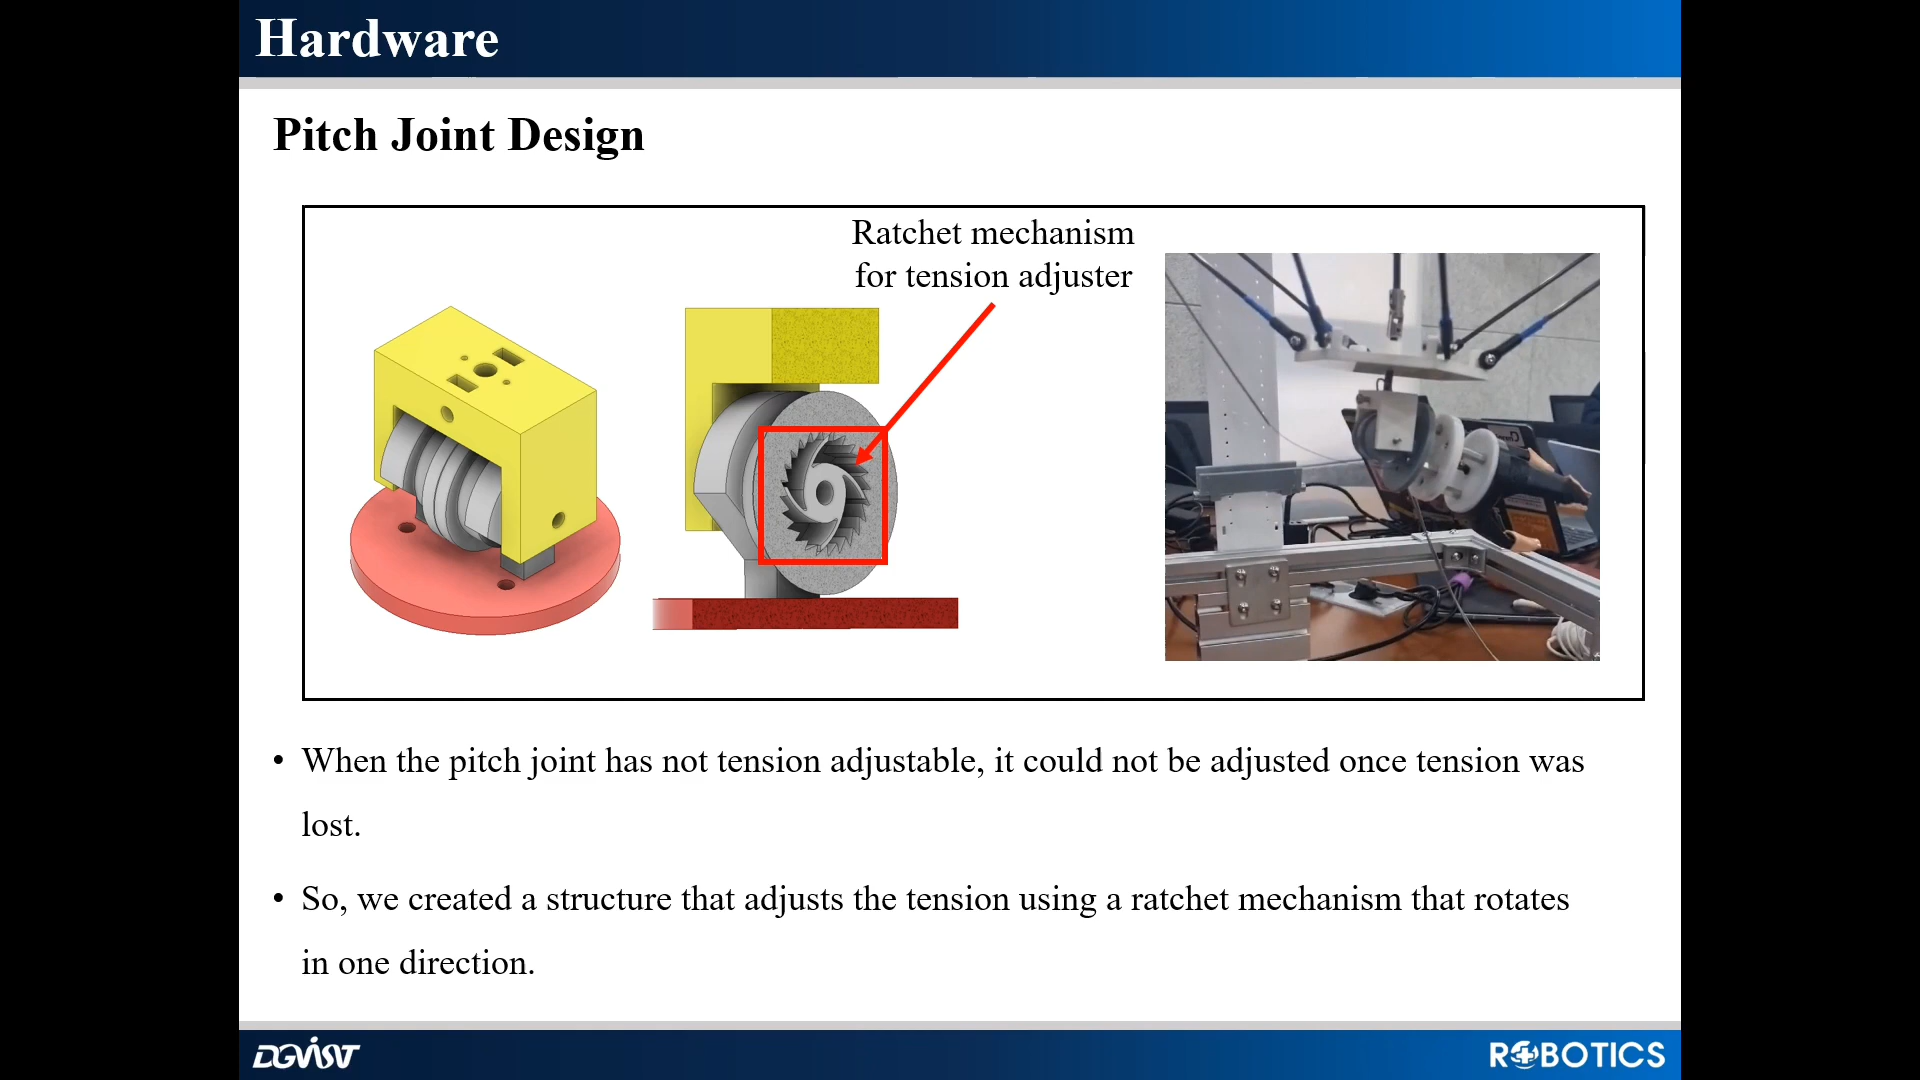 Hardware
Pitch Joint Design
Ratchet mechanism
for tension adjuster
• When the pitch joint has not tension adjustable, it could not be adjusted once tension was
lost.
• So, we created a structure that adjusts the tension using a ratchet mechanism that rotates
in one direction.
DGIST
ROBOTICS